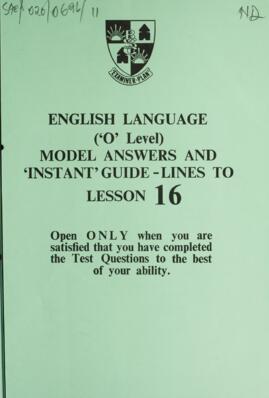 SAE/020/0696/11
ND
EXAMINER-PLAN
ENGLISH LANGUAGE
('O' Level)
MODEL ANSWERS AND
'INSTANT' GUIDE-LINES TO
LESSON 16
Open ONLY when you are
satisfied that you have completed
the Test Questions to the best
of your ability.